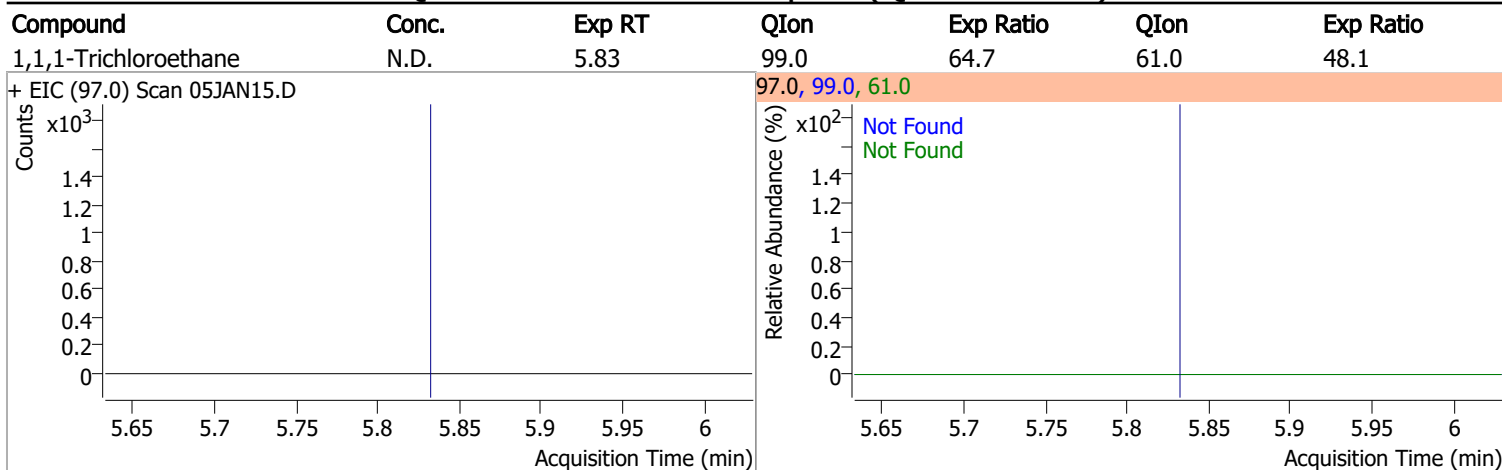 Compound Conc. Exp RT QIon Exp Ratio QIon Exp Ratio
1,1,1-Trichloroethane N.D. 5.83 99.0 64.7 61.0 48.1
+ EIC (97.0) Scan 05JAN15.D
Counts
x10³
1.4
1.2
1
0.8
0.6
0.4
0.2
0
5.65 5.7 5.75 5.8 5.85 5.9 5.95 6
Acquisition Time (min)
97.0, 99.0, 61.0
Relative Abundance (%)
x10²
Not Found
Not Found
1.4
1.2
1
0.8
0.6
0.4
0.2
0
5.65 5.7 5.75 5.8 5.85 5.9 5.95 6
Acquisition Time (min)